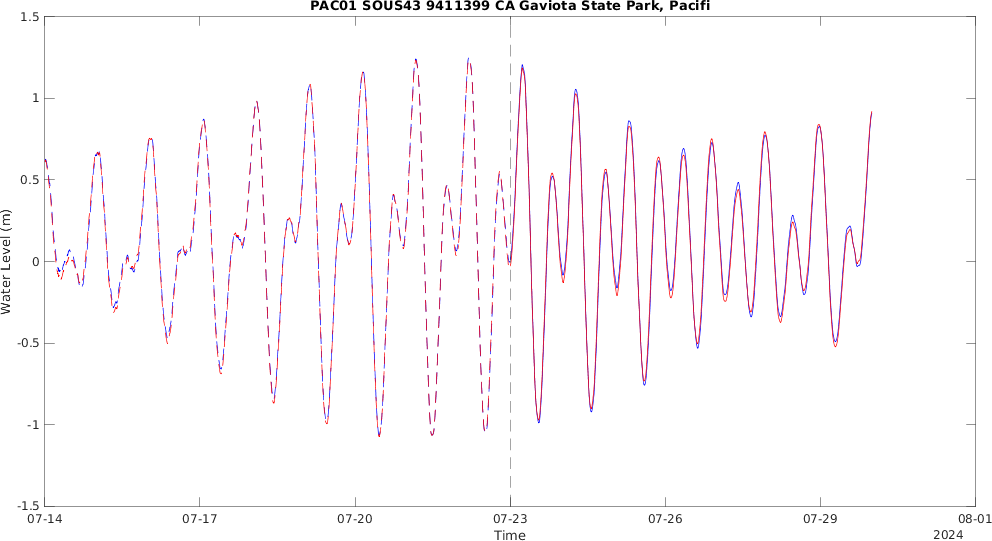 PAC01 SOUS43 9411399 CA Gaviota State Park, Pacifi
1.5
1
0.5
0
-0.5
-1
-1.5
Water Level (m)
07-14 07-17 07-20 07-23 07-26 07-29 08-01
Time
2024